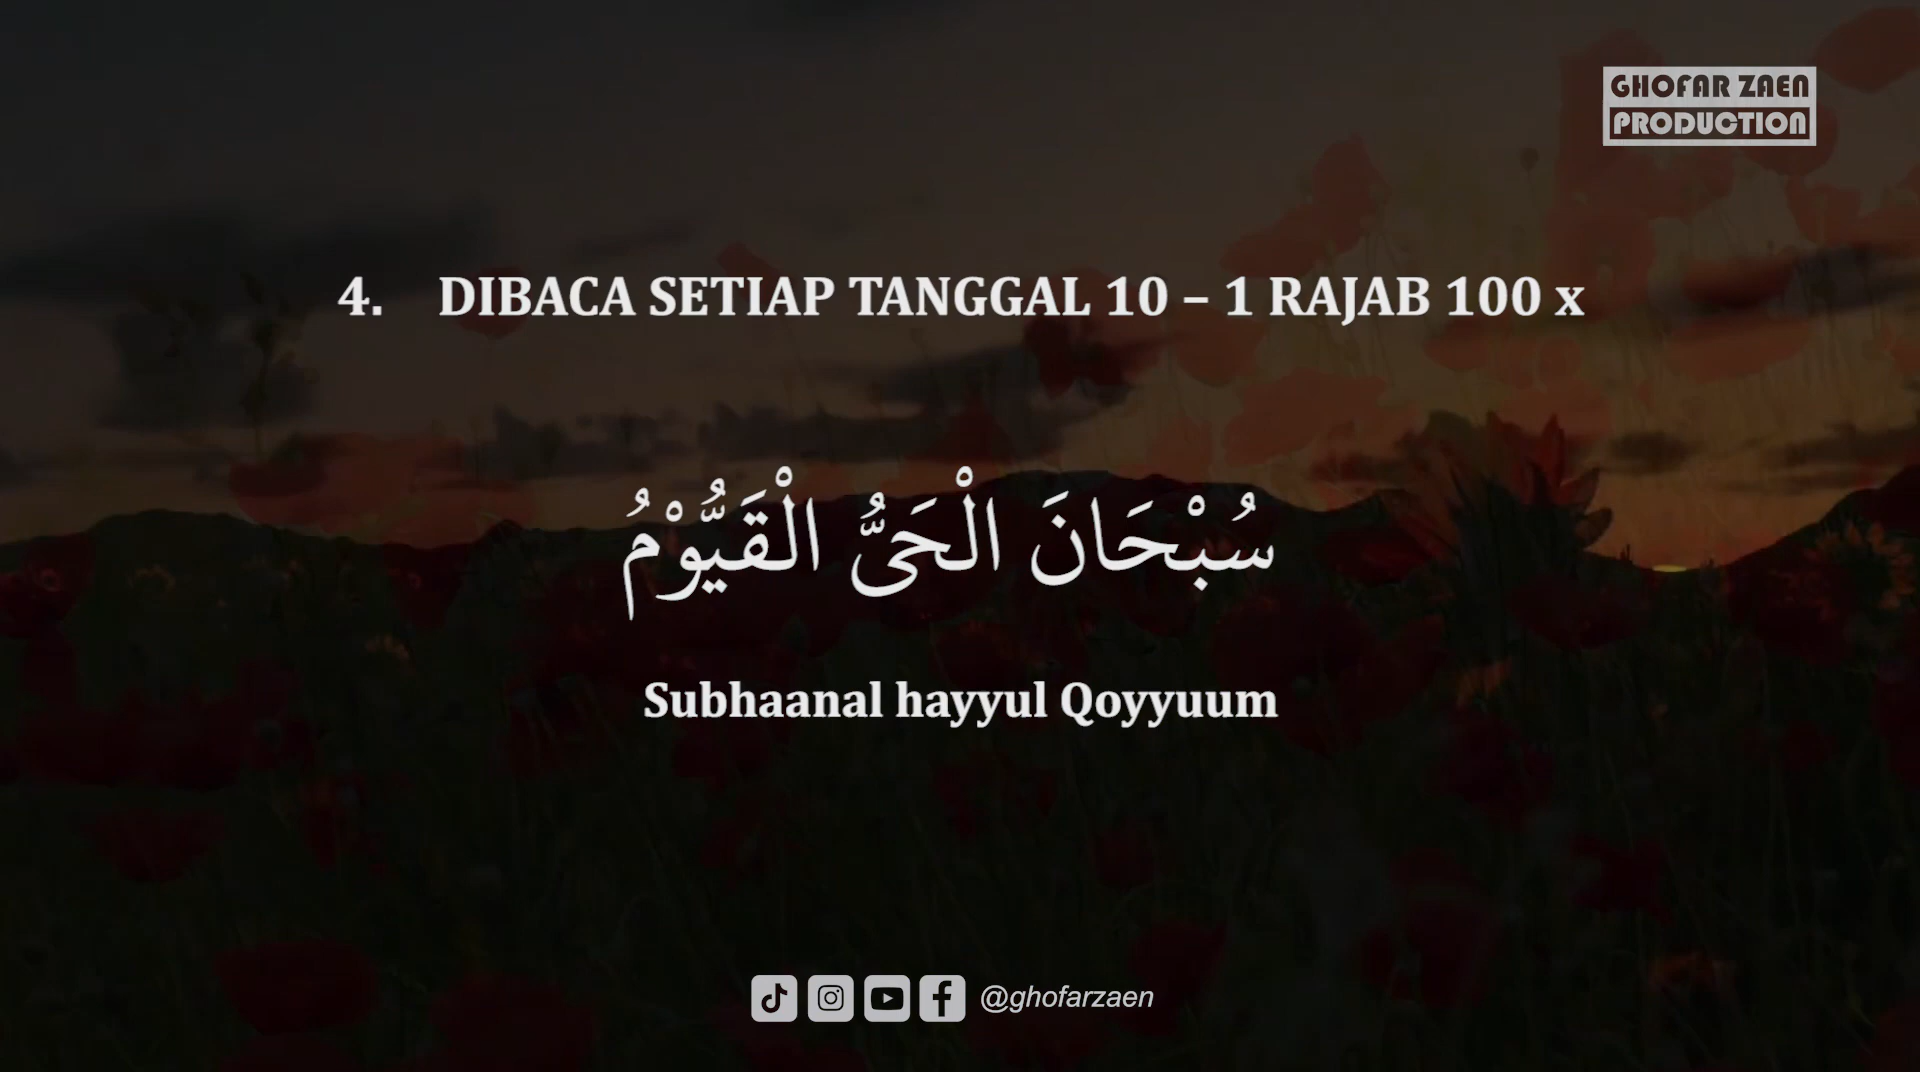 GHOFAR ZAEN
PRODUCTION
4. DIBACA SETIAP TANGGAL 10 – 1 RAJAB 100 x
سُبْحَانَ الْحَىُّ الْقَيُّوْمُ
Subhaanal hayyul Qoyyuum
@ghofarzaen